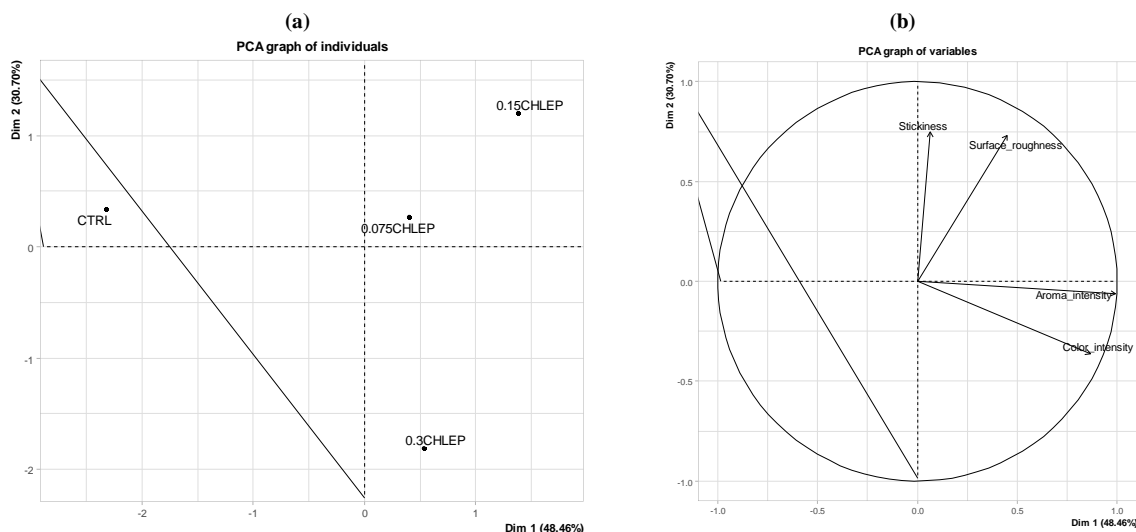 (a)
PCA graph of individuals
Dim 2 (30.70%)
1
0
-1
-2
0.15CHLEP
CTRL
0.075CHLEP
0.3CHLEP
-2
-1
0
1
Dim 1 (48.46%)
(b)
PCA graph of variables
Dim 2 (30.70%)
1.0
0.5
0.0
-0.5
-1.0
Stickiness
Surface_roughness
Aroma_intensity
Color_intensity
-1.0
-0.5
0.0
0.5
1.0
Dim 1 (48.46%)